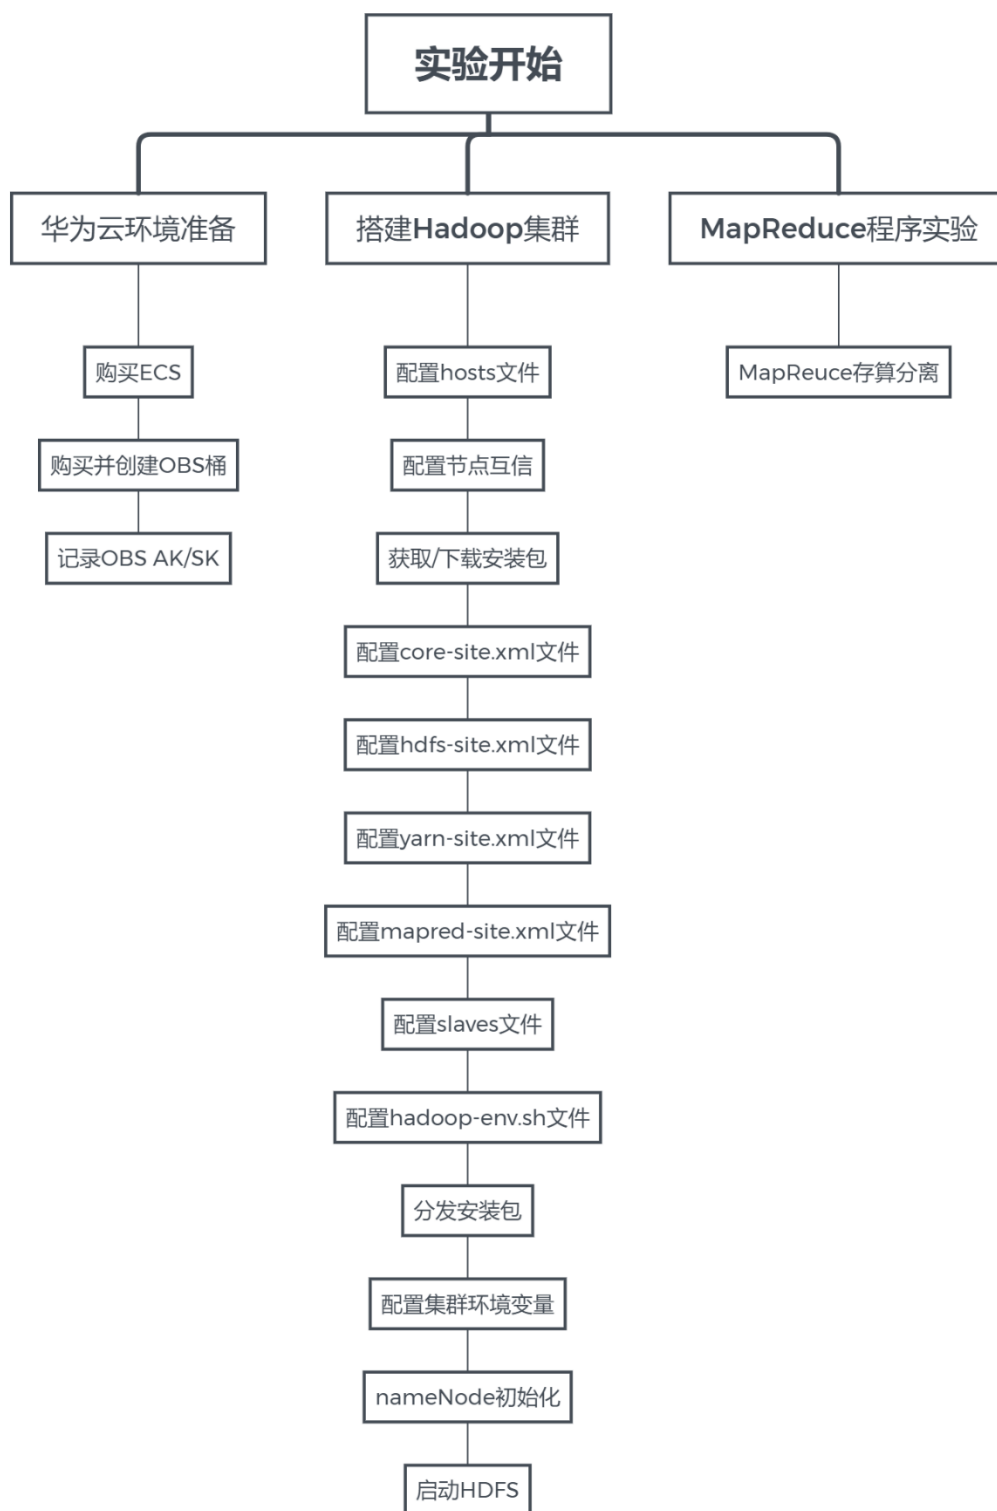 实验开始
华为云环境准备
搭建Hadoop集群
MapReduce程序实验
购买ECS
购买并创建OBS桶
记录OBS AK/SK
配置hosts文件
配置节点互信
获取/下载安装包
配置core-site.xml文件
配置hdfs-site.xml文件
配置yarn-site.xml文件
配置mapred-site.xml文件
配置slaves文件
配置hadoop-env.sh文件
分发安装包
配置集群环境变量
nameNode初始化
启动HDFS
MapReuce存算分离